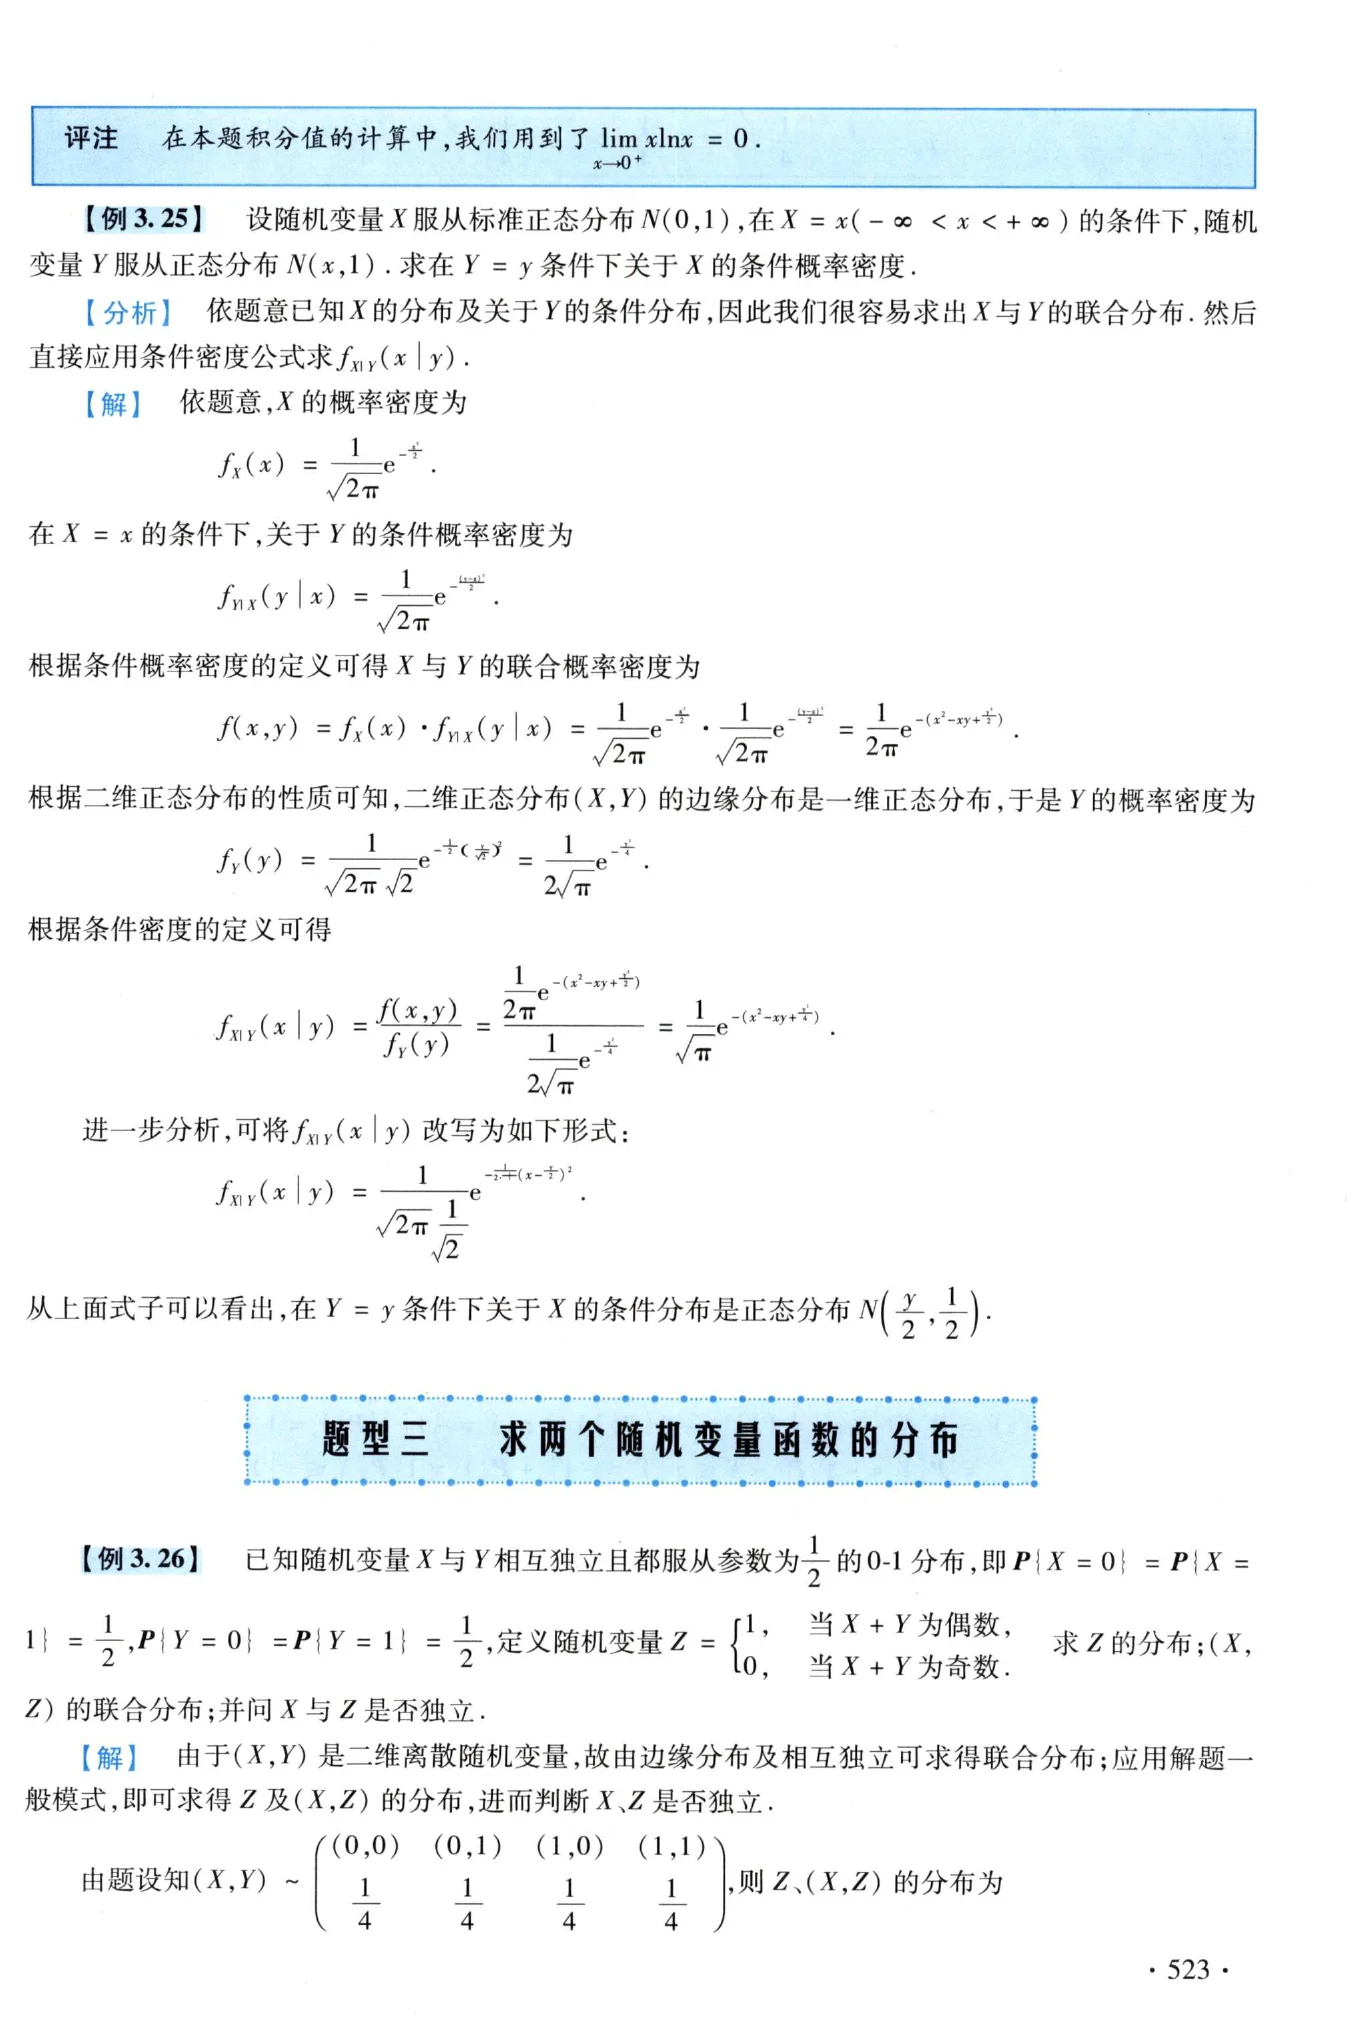 评注 在本题积分值的计算中,我们用到了 $\lim\limits_{x\to 0^+} x\ln x = 0$.
【例 3.25】 设随机变量 X 服从标准正态分布 N(0,1),在 X = x(-∞ < x < +∞)的条件下,随机
变量 Y 服从正态分布 N(x,1).求在 Y = y 条件下关于 X 的条件概率密度.
【分析】 依题意已知 X 的分布及关于 Y 的条件分布,因此我们很容易求出 X 与 Y 的联合分布.然后
直接应用条件密度公式求 $f_{X|Y}(x|y)$.
【解】 依题意,X 的概率密度为
$f_X(x) = \frac{1}{\sqrt{2\pi}}e^{-\frac{x^2}{2}}$.
在 X = x 的条件下,关于 Y 的条件概率密度为
$f_{Y|X}(y|x) = \frac{1}{\sqrt{2\pi}}e^{-\frac{(y-x)^2}{2}}$.
根据条件概率密度的定义可得 X 与 Y 的联合概率密度为
$f(x,y) = f_X(x)\cdot f_{Y|X}(y|x) = \frac{1}{\sqrt{2\pi}}e^{-\frac{x^2}{2}}\cdot\frac{1}{\sqrt{2\pi}}e^{-\frac{(y-x)^2}{2}} = \frac{1}{2\pi}e^{-(x^2-xy+\frac{y^2}{2})}$.
根据二维正态分布的性质可知,二维正态分布(X,Y)的边缘分布是一维正态分布,于是 Y 的概率密度为
$f_Y(y) = \frac{1}{\sqrt{2\pi}\sqrt{2}}e^{-\frac{1}{2}(\frac{y}{\sqrt{2}})^2} = \frac{1}{2\sqrt{\pi}}e^{-\frac{y^2}{4}}$.
根据条件密度的定义可得
$f_{X|Y}(x|y) = \frac{f(x,y)}{f_Y(y)} = \frac{\frac{1}{2\pi}e^{-(x^2-xy+\frac{y^2}{2})}}{\frac{1}{2\sqrt{\pi}}e^{-\frac{y^2}{4}}} = \frac{1}{\sqrt{\pi}}e^{-(x^2-xy+\frac{y^2}{4})}$.
进一步分析,可将 $f_{X|Y}(x|y)$ 改写为如下形式:
$f_{X|Y}(x|y) = \frac{1}{\sqrt{2\pi}\frac{1}{\sqrt{2}}}e^{-\frac{1}{2\cdot\frac{1}{2}}(x-\frac{y}{2})^2}$.
从上面式子可以看出,在 Y = y 条件下关于 X 的条件分布是正态分布 $N\left(\frac{y}{2},\frac{1}{2}\right)$.
题型三 求两个随机变量函数的分布
【例 3.26】 已知随机变量 X 与 Y 相互独立且都服从参数为 $\frac{1}{2}$ 的 0-1 分布,即 P{X = 0} = P{X =
1} = $\frac{1}{2}$,P{Y = 0} = P{Y = 1} = $\frac{1}{2}$,定义随机变量 $Z = \begin{cases}1, & 当 X + Y 为偶数, \\ 0, & 当 X + Y 为奇数.\end{cases}$ 求 Z 的分布;(X,
Z)的联合分布;并问 X 与 Z 是否独立.
【解】 由于(X,Y)是二维离散随机变量,故由边缘分布及相互独立可求得联合分布;应用解题一
般模式,即可求得 Z 及(X,Z)的分布,进而判断 X、Z 是否独立.
由题设知(X,Y) ~ $\begin{pmatrix}(0,0) & (0,1) & (1,0) & (1,1) \\ \frac{1}{4} & \frac{1}{4} & \frac{1}{4} & \frac{1}{4}\end{pmatrix}$,则 Z、(X,Z)的分布为
· 523 ·